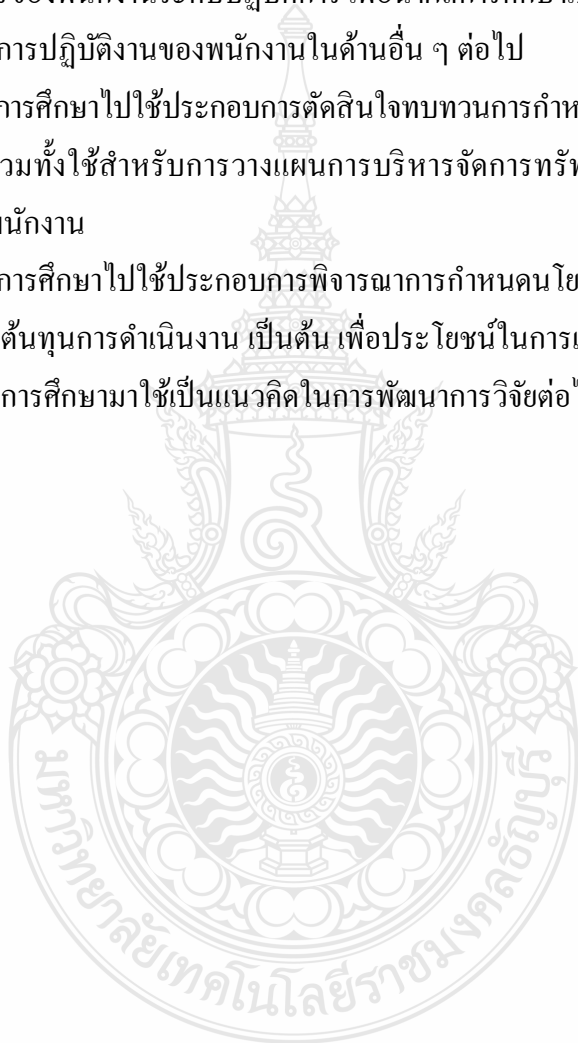 การปฏิบัติงานของพนักงานในด้านอื่น ๆ ต่อไป
การศึกษาไปใช้ประกอบการตัดสินใจทบทวนการกำห
วมทั้งใช้สำหรับการวางแผนการบริหารจัดการทรัพ
นักงาน
การศึกษาไปใช้ประกอบการพิจารณาการกำหนดนโย
ต้นทุนการดำเนินงาน เป็นต้น เพื่อประโยชน์ในการเ
การศึกษามาใช้เป็นแนวคิดในการพัฒนาการวิจัยต่อไ
มหาวิทยาลัยเทคโนโลยีราชมงคลธัญบุรี